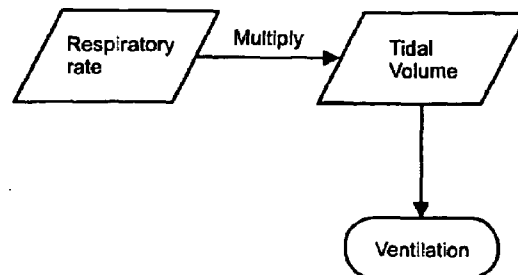 Respiratory
rate
Multiply
Tidal
Volume
Ventilation